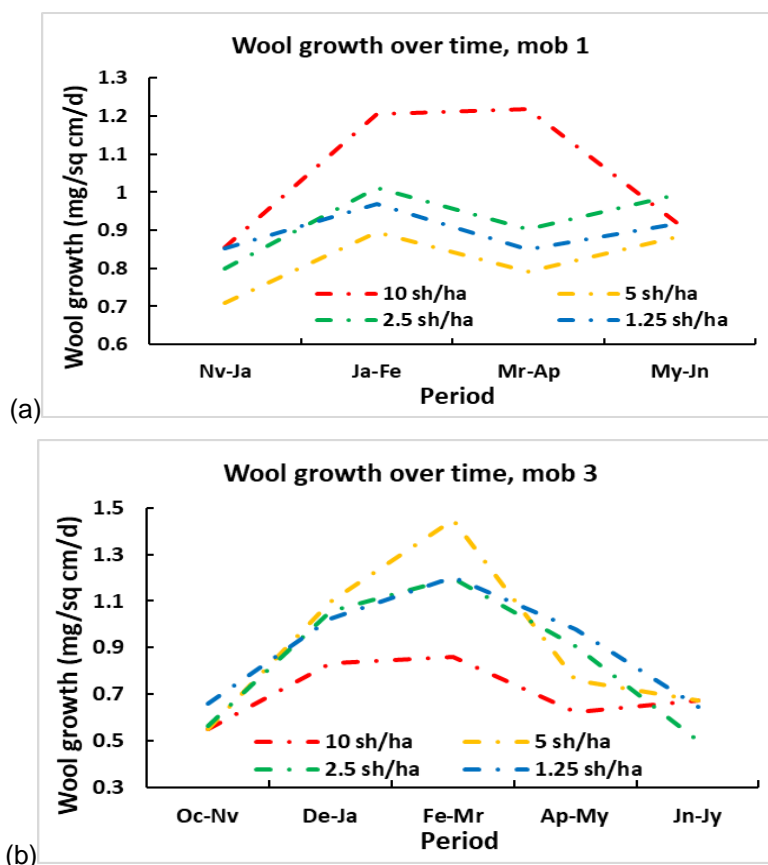 Wool growth over time, mob 1
Wool growth (mg/sq cm/d)
1.3
1.2
1.1
1
0.9
0.8
0.7
0.6
10 sh/ha 5 sh/ha
2.5 sh/ha 1.25 sh/ha
Nv-Ja Ja-Fe Mr-Ap My-Jn
Period
(a)
Wool growth over time, mob 3
Wool growth (mg/sq cm/d)
1.5
1.3
1.1
0.9
0.7
0.5
0.3
10 sh/ha 5 sh/ha
2.5 sh/ha 1.25 sh/ha
Oc-Nv De-Ja Fe-Mr Ap-My Jn-Jy
Period
(b)